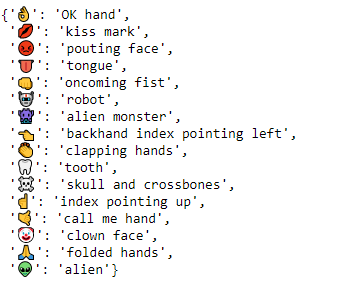 {'👌': 'OK hand',
'💋': 'kiss mark',
'😡': 'pouting face',
'👅': 'tongue',
'👊': 'oncoming fist',
'🤖': 'robot',
'👾': 'alien monster',
'👈': 'backhand index pointing left',
'👏': 'clapping hands',
'🦷': 'tooth',
'☠': 'skull and crossbones',
'☝': 'index pointing up',
'🤙': 'call me hand',
'🤡': 'clown face',
'🙏': 'folded hands',
'👽': 'alien'}